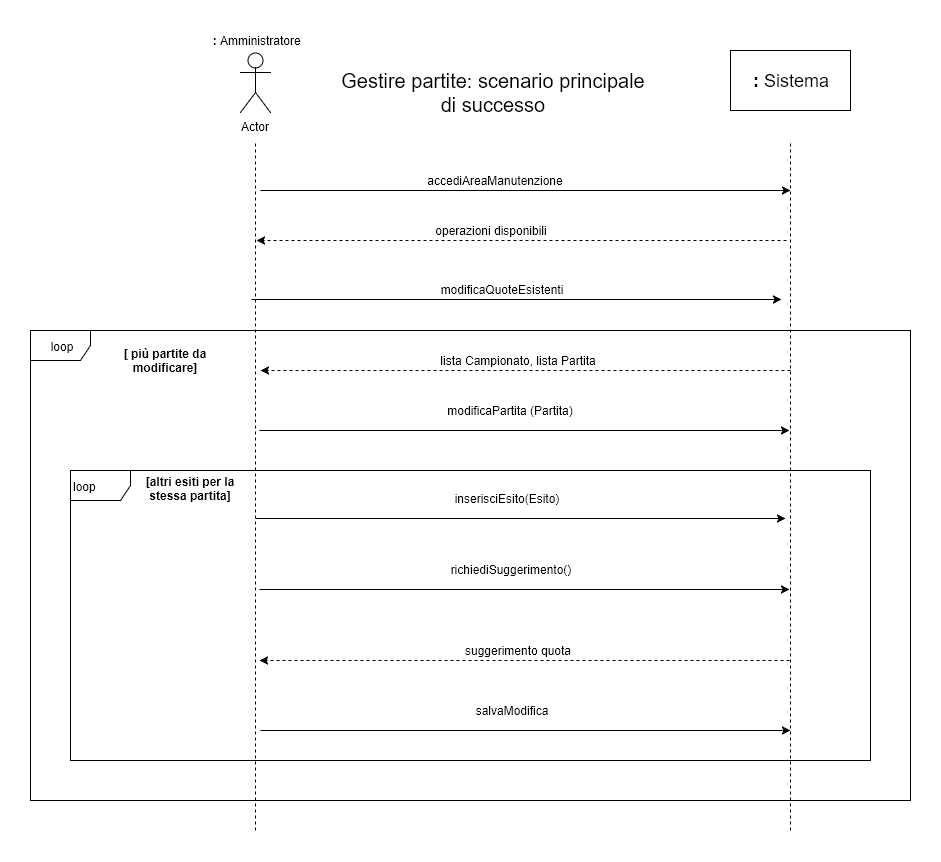 : Amministratore
Actor
Gestire partite: scenario principale
di successo
: Sistema
accediAreaManutenzione
operazioni disponibili
modificaQuoteEsistenti
loop
[ più partite da
modificare]
lista Campionato, lista Partita
modificaPartita (Partita)
loop
[altri esiti per la
stessa partita]
inserisciEsito(Esito)
richiediSuggerimento()
suggerimento quota
salvaModifica